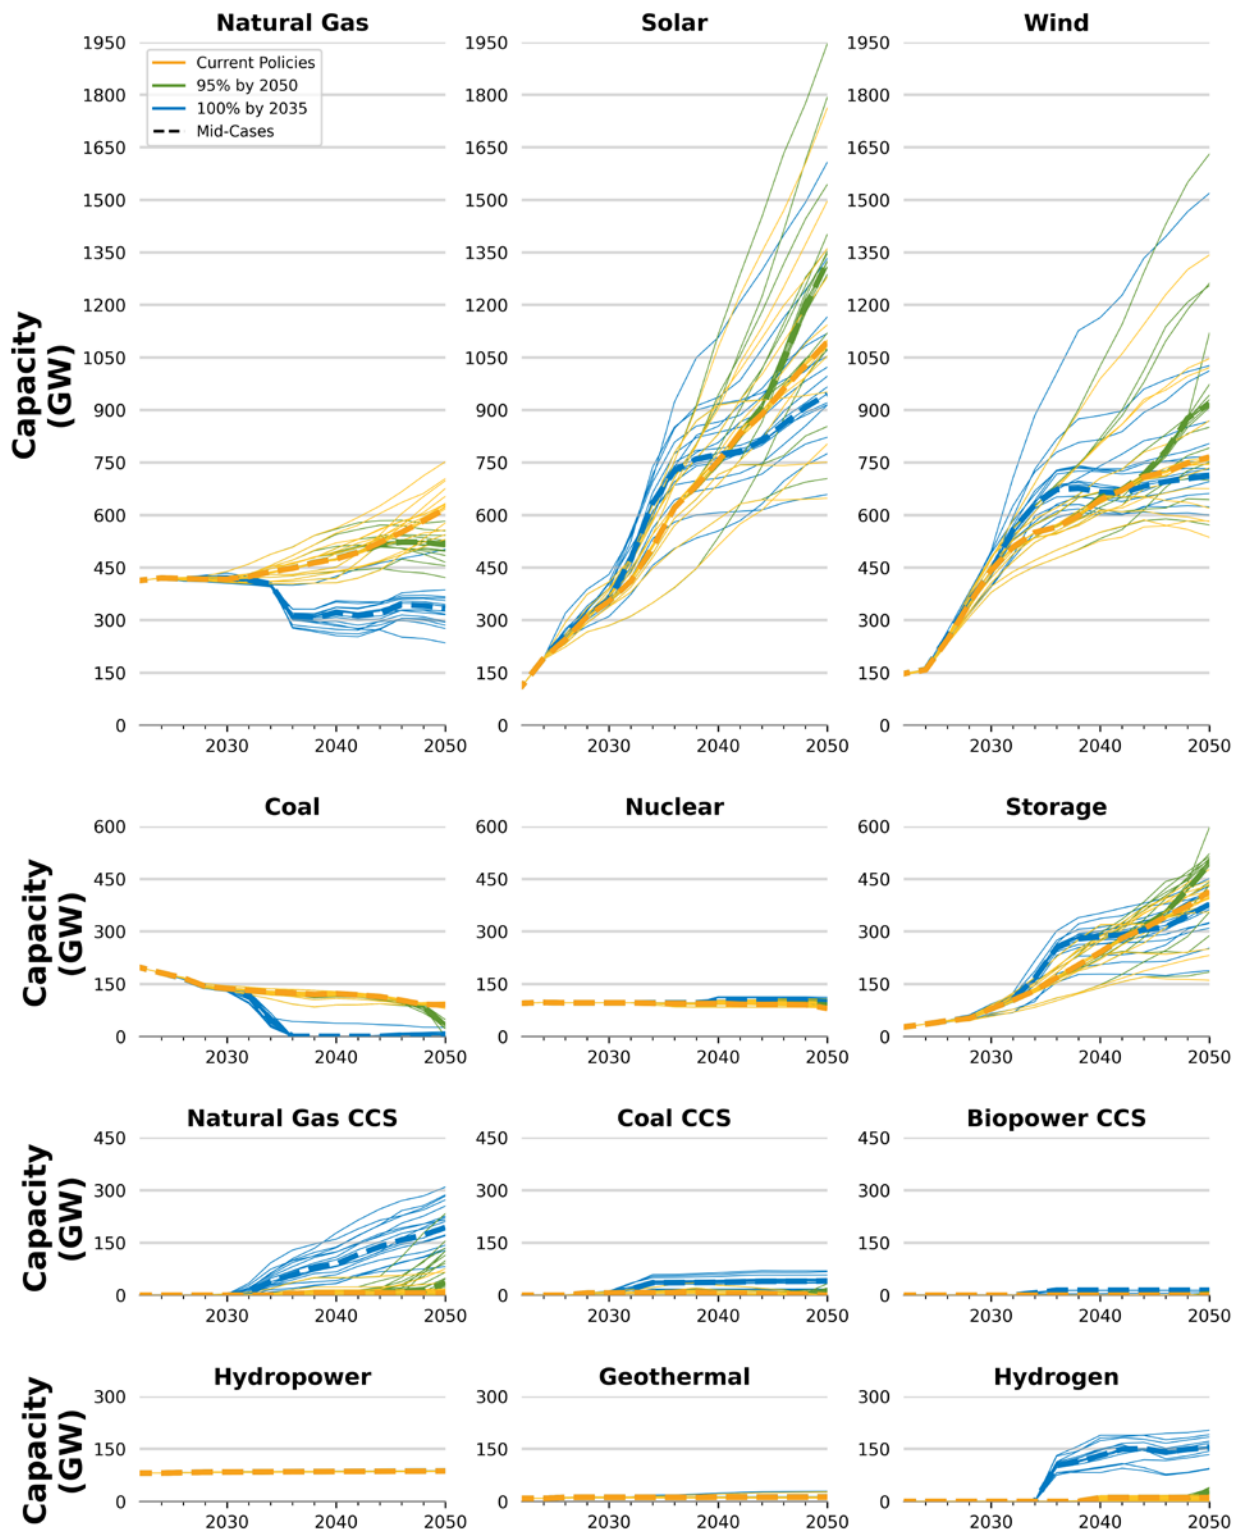 Natural Gas Solar Wind
1950 1950 1950
Current Policies
95% by 2050
100% by 2035
Mid-Cases
1800 1800
1650 1650
1800
1650
1500 1500 1500
1350 1350 1350
1200 1200 1200
1050 1050 1050
900 900 900
750 750 750
600 600 600
450 450 450
300 300 300
150 150 150
0 0 0
Capacity
(GW)
2030 2040 2050 2030 2040 2050 2030 2040 2050
Coal Nuclear Storage
600 600 600
450 450 450
300 300 300
150 150 150
0 0 0
Capacity
(GW)
2030 2040 2050 2030 2040 2050 2030 2040 2050
Natural Gas CCS Coal CCS Biopower CCS
450 450 450
300 300 300
150 150 150
0 0 0
Capacity
(GW)
2030 2040 2050 2030 2040 2050 2030 2040 2050
Hydropower Geothermal Hydrogen
300 300 300
150 150 150
0 0 0
Capacity
(GW)
2030 2040 2050 2030 2040 2050 2030 2040 2050